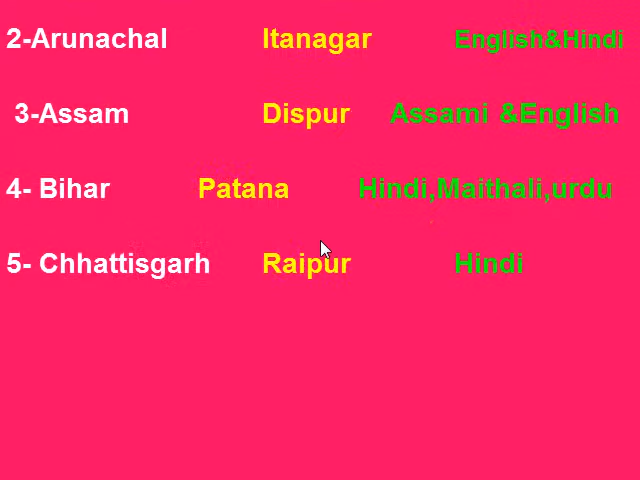 2-Arunachal Itanagar English&Hindi
3-Assam Dispur Assami &English
4- Bihar Patana Hindi,Maithali,urdu
5- Chhattisgarh Raipur Hindi